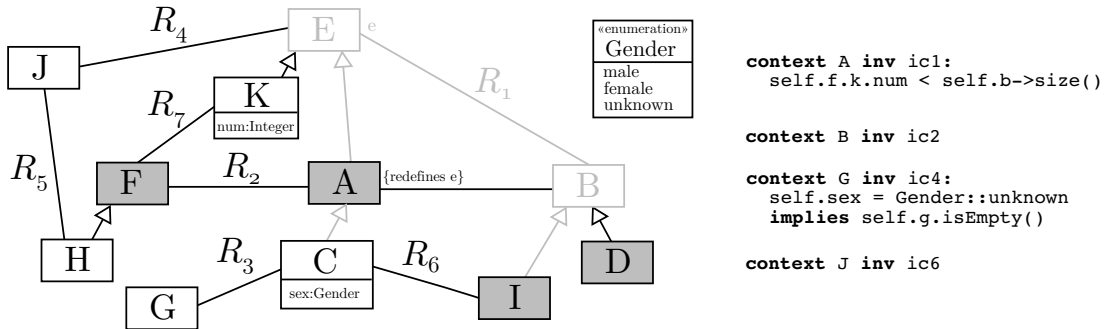 R4
E
e
«enumeration»
Gender
male
female
unknown
J
K
num:Integer
R1
R7
R5
F
R2
A
{redefines e}
B
H
R3
C
sex:Gender
R6
G
I
D
context A inv ic1:
self.f.k.num < self.b->size()
context B inv ic2
context G inv ic4:
self.sex = Gender::unknown
implies self.g.isEmpty()
context J inv ic6